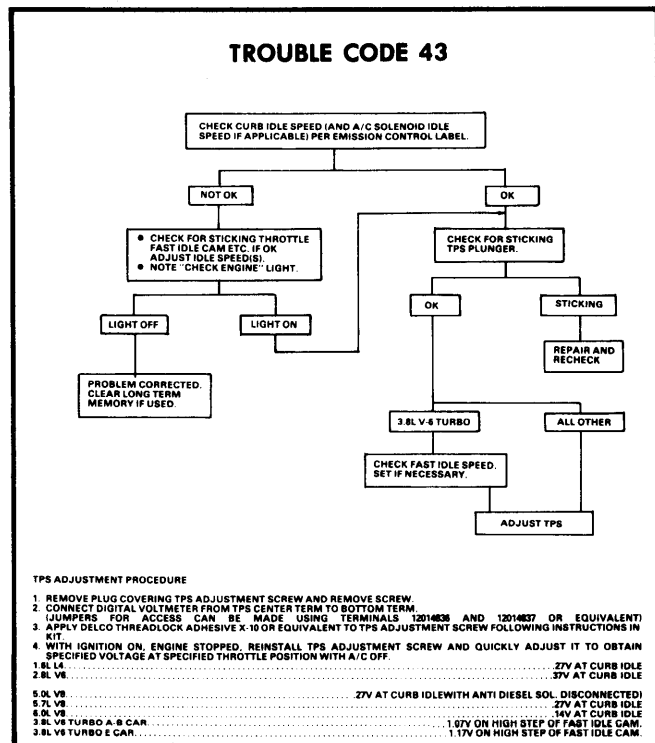 TROUBLE CODE 43
CHECK CURB IDLE SPEED (AND A/C SOLENOID IDLE
SPEED IF APPLICABLE) PER EMISSION CONTROL LABEL.
NOT OK
OK
● CHECK FOR STICKING THROTTLE
FAST IDLE CAM ETC. IF OK
ADJUST IDLE SPEED(S).
● NOTE "CHECK ENGINE" LIGHT.
CHECK FOR STICKING
TPS PLUNGER.
LIGHT OFF
LIGHT ON
OK
STICKING
PROBLEM CORRECTED.
CLEAR LONG TERM
MEMORY IF USED.
REPAIR AND
RECHECK
3.8L V-6 TURBO
ALL OTHER
CHECK FAST IDLE SPEED.
SET IF NECESSARY.
ADJUST TPS
TPS ADJUSTMENT PROCEDURE
1. REMOVE PLUG COVERING TPS ADJUSTMENT SCREW AND REMOVE SCREW.
2. CONNECT DIGITAL VOLTMETER FROM TPS CENTER TERM TO BOTTOM TERM.
(JUMPERS FOR ACCESS CAN BE MADE USING TERMINALS 12014836 AND 12014837 OR EQUIVALENT)
3. APPLY DELCO THREADLOCK ADHESIVE X-10 OR EQUIVALENT TO TPS ADJUSTMENT SCREW FOLLOWING INSTRUCTIONS IN
KIT.
4. WITH IGNITION ON, ENGINE STOPPED, REINSTALL TPS ADJUSTMENT SCREW AND QUICKLY ADJUST IT TO OBTAIN
SPECIFIED VOLTAGE AT SPECIFIED THROTTLE POSITION WITH A/C OFF.
L4 .27V AT CURB IDLE
2.8L V6 .37V AT CURB IDLE
5.0L V8 .27V AT CURB IDLEWITH ANTI DIESEL SOL. DISCONNECTED)
5.7L V8 .27V AT CURB IDLE
V8 .14V AT CURB IDLE
3.8L V6 TURBO A-B CAR 1.07V ON HIGH STEP OF FAST IDLE CAM.
3.8L V6 TURBO E CAR 1.17V ON HIGH STEP OF FAST IDLE CAM.